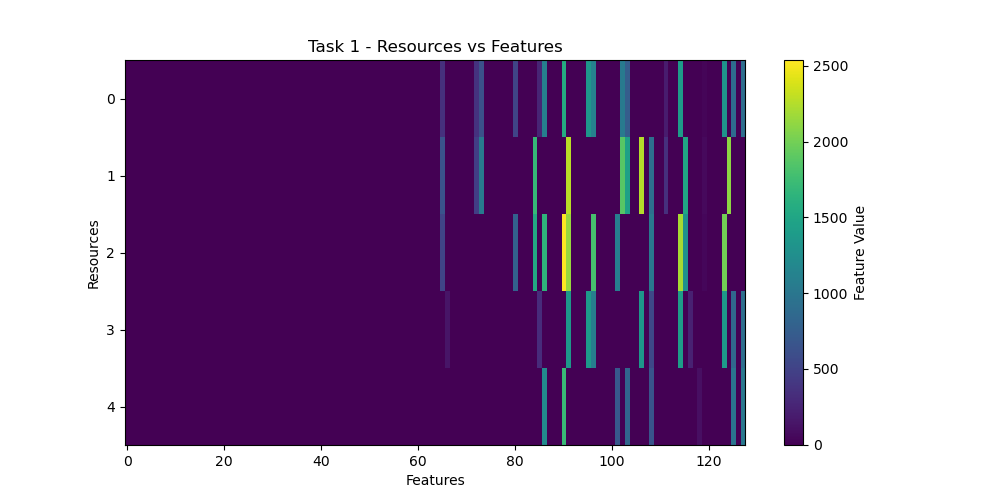 Task 1 - Resources vs Features
Resources
0
1
2
3
4
0 20 40 60 80 100 120
Features
2500
2000
1500
1000
500
0
Feature Value